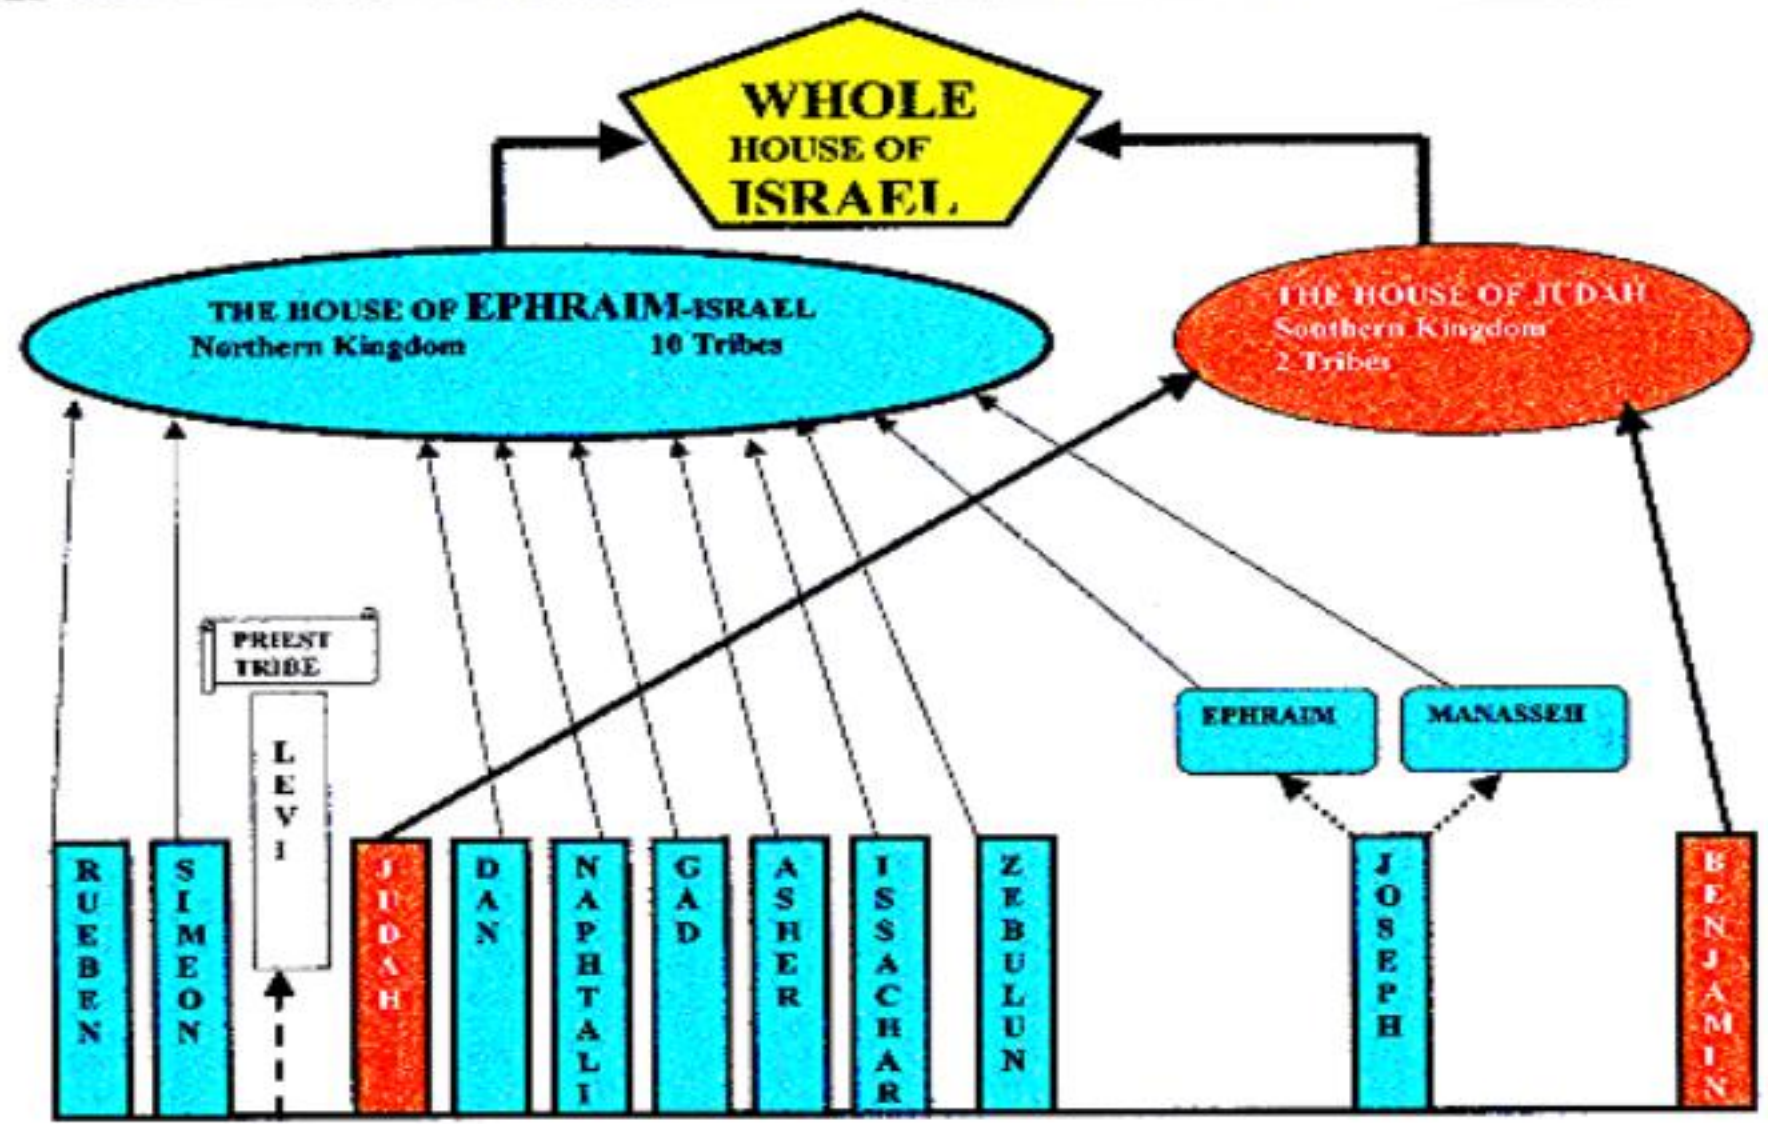 WHOLE
HOUSE OF
ISRAEL
THE HOUSE OF EPHRAIM-ISRAEL
Northern Kingdom 10 Tribes
THE HOUSE OF JUDAH
Southern Kingdom
2 Tribes
PRIEST
TRIBE
EPHRAIM
MANASSEH
RUEBEN
SIMEON
LEVI
JUDAH
DAN
NAPHTALI
GAD
ASHER
ISSACHAR
ZEBULUN
JOSEPH
BENJAMIN